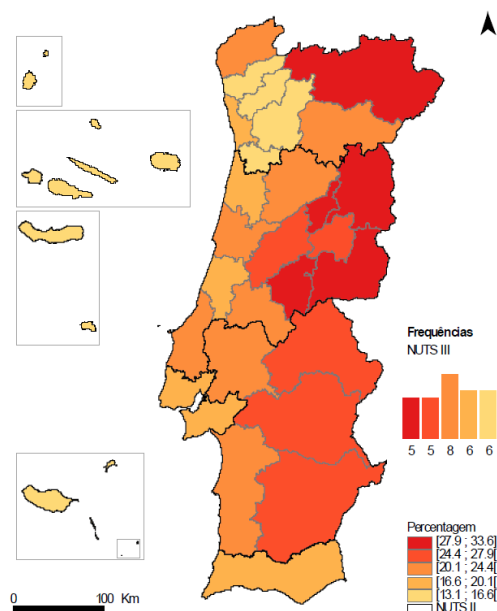 Frequências
NUTS III
5 5 8 6 6
Percentagem
[27.9 ; 33.6]
[24.4 ; 27.9[
[20.1 ; 24.4[
[16.6 ; 20.1[
[13.1 ; 16.6[
NUTS II
0 100 Km